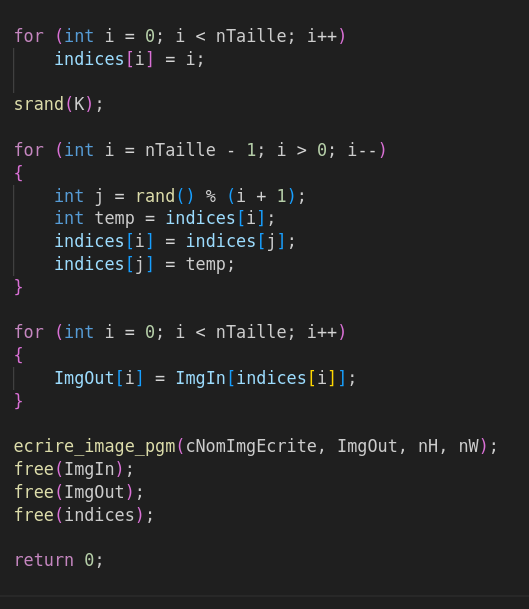 for (int i = 0; i < nTaille; i++)
    indices[i] = i;

srand(K);

for (int i = nTaille - 1; i > 0; i--)
{
    int j = rand() % (i + 1);
    int temp = indices[i];
    indices[i] = indices[j];
    indices[j] = temp;
}

for (int i = 0; i < nTaille; i++)
{
    ImgOut[i] = ImgIn[indices[i]];
}

ecrire_image_pgm(cNomImgEcrite, ImgOut, nH, nW);
free(ImgIn);
free(ImgOut);
free(indices);

return 0;